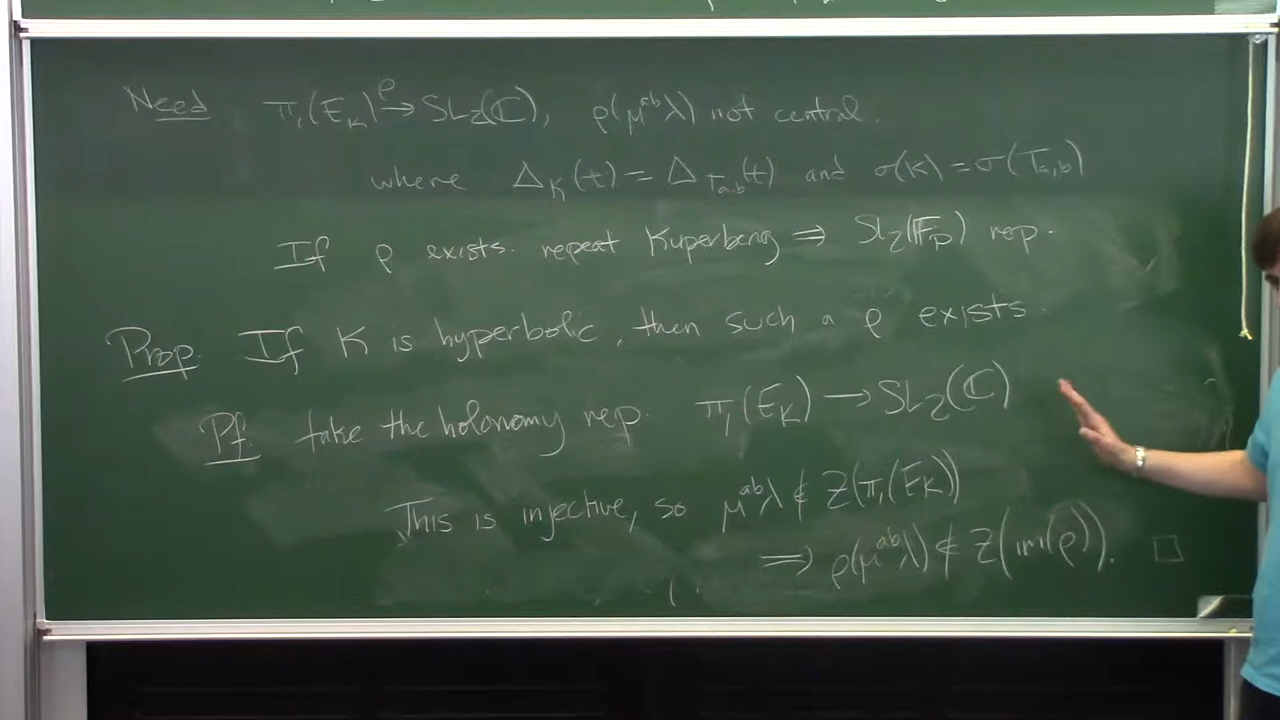 Need π₁(E_K) →^ρ SL₂(ℂ), ρ(μ^{ab}λ) not central.
where Δ_K(t) = Δ_{T_{a,b}}(t) and σ(K) = σ(T_{a,b})
If ρ exists. repeat Kuperberg ⇒ SL₂(𝔽_p) rep.
Prop. If K is hyperbolic, then such a ρ exists.
Pf. take the holonomy rep. π₁(E_K) → SL₂(ℂ)
This is injective, so μ^{ab}λ ∉ Z(π₁(E_K))
⇒ ρ(μ^{ab}λ) ∉ Z(im(ρ)). □